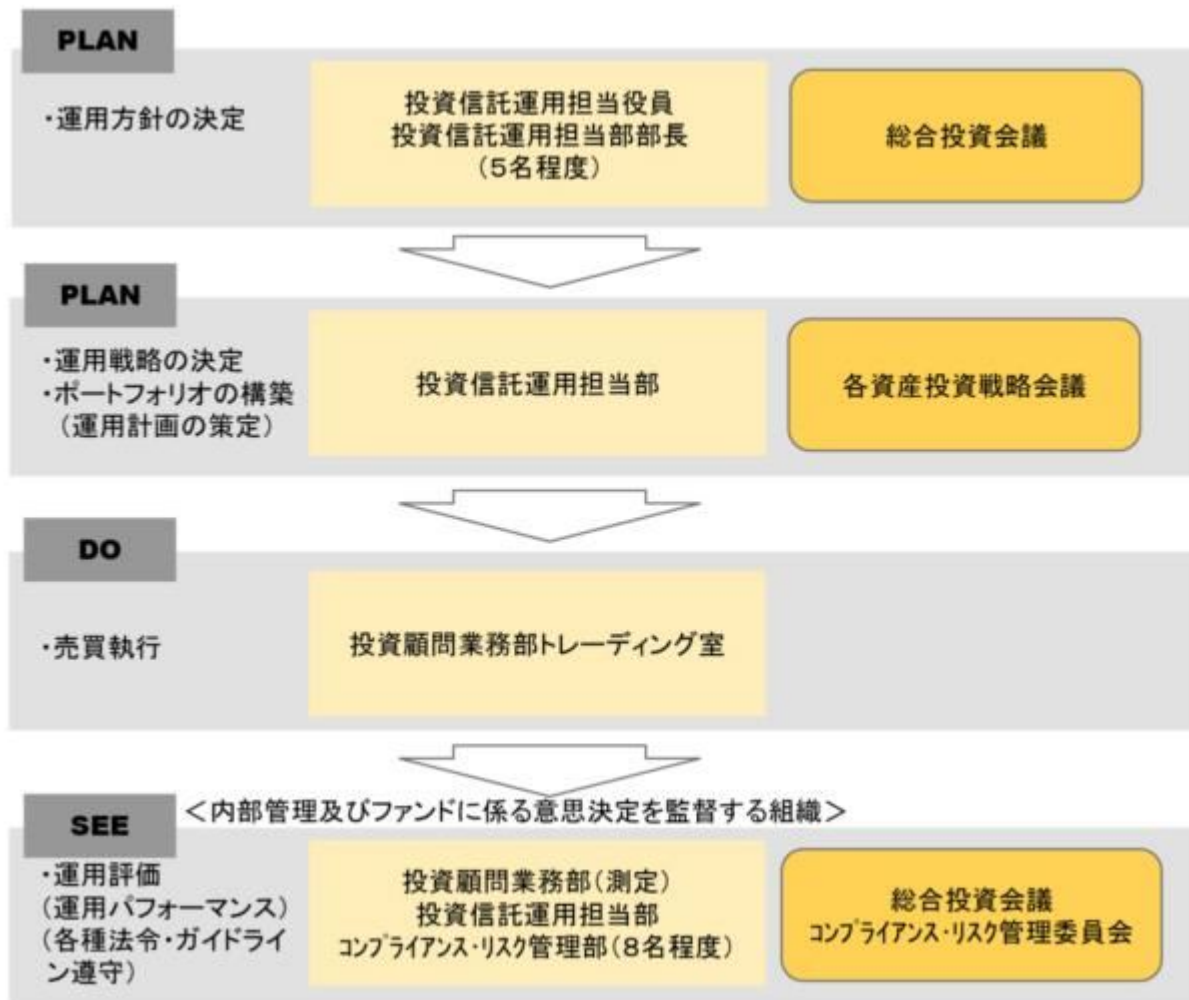 PLAN
・運用方針の決定
投資信託運用担当役員
投資信託運用担当部部長
(5名程度)
総合投資会議
PLAN
・運用戦略の決定
・ポートフォリオの構築
（運用計画の策定）
投資信託運用担当部
各資産投資戦略会議
DO
・売買執行
投資顧問業務部トレーディング室
＜内部管理及びファンドに係る意思決定を監督する組織＞
SEE
・運用評価
(運用パフォーマンス)
(各種法令・ガイドライ
ン遵守)
投資顧問業務部(測定)
投資信託運用担当部
ｺﾝﾌﾟﾗｲｱﾝｽ・ﾘｽｸ管理部(8名程度)
総合投資会議
ｺﾝﾌﾟﾗｲｱﾝｽ・ﾘｽｸ管理委員会